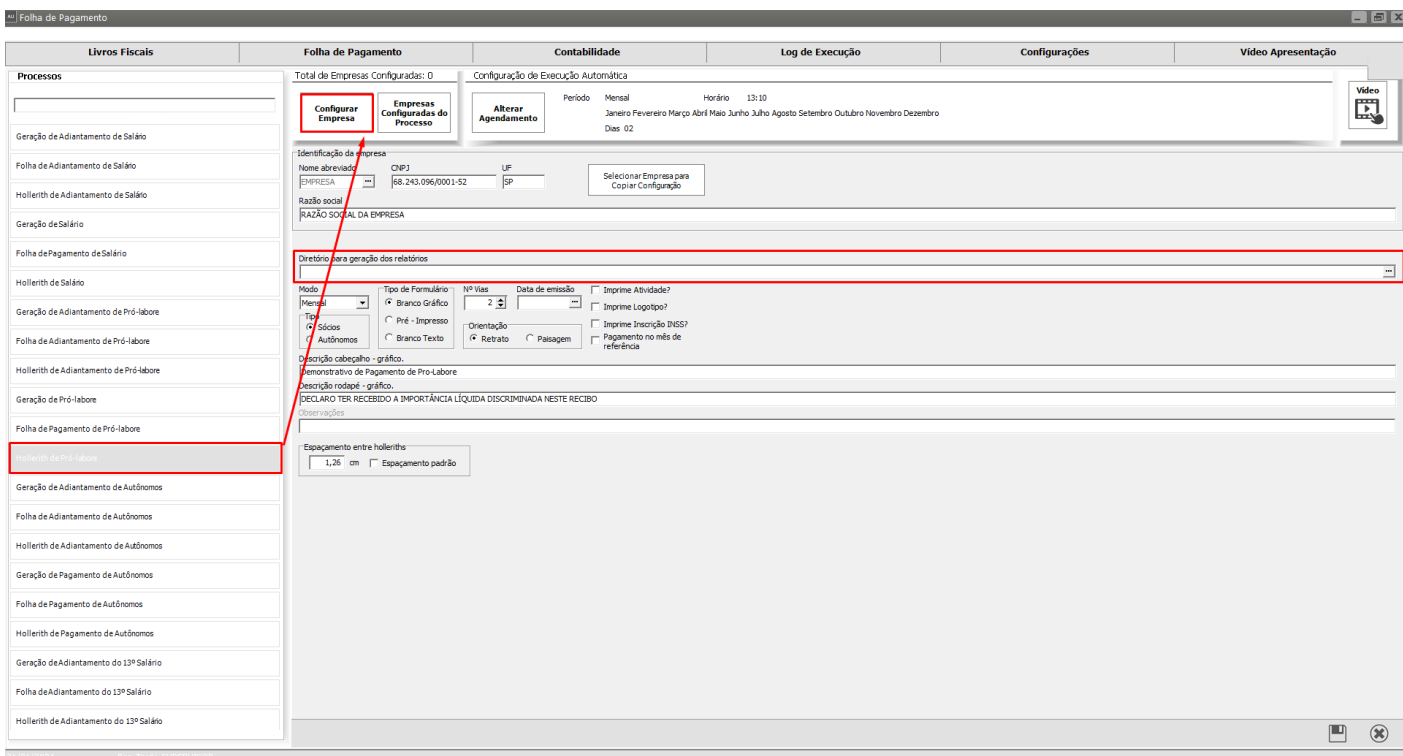 AU Folha de Pagamento
Livros Fiscais
Folha de Pagamento
Contabilidade
Log de Execução
Configurações
Vídeo Apresentação
Processos
Geração de Adiantamento de Salário
Folha de Adiantamento de Salário
Hollerith de Adiantamento de Salário
Geração de Salário
Folha de Pagamento de Salário
Hollerith de Salário
Geração de Adiantamento de Pró-labore
Folha de Adiantamento de Pró-labore
Hollerith de Adiantamento de Pró-labore
Geração de Pró-labore
Folha de Pagamento de Pró-labore
Hollerith de Pró-labore
Geração de Adiantamento de Autônomos
Folha de Adiantamento de Autônomos
Hollerith de Adiantamento de Autônomos
Geração de Pagamento de Autônomos
Folha de Pagamento de Autônomos
Hollerith de Pagamento de Autônomos
Geração de Adiantamento do 13º Salário
Folha de Adiantamento do 13º Salário
Hollerith de Adiantamento do 13º Salário
Total de Empresas Configuradas: 0
Configurar
Empresa
Empresas
Configuradas do
Processo
Configuração de Execução Automática
Alterar
Agendamento
Período Mensal Horário 13:10
Janeiro Fevereiro Março Abril Maio Junho Julho Agosto Setembro Outubro Novembro Dezembro
Dias 02
Vídeo
Identificação da empresa
Nome abreviado CNPJ UF
EMPRESA ... 68.243.096/0001-52 SP
Selecionar Empresa para
Copiar Configuração
Razão social
RAZÃO SOCIAL DA EMPRESA
Diretório para geração dos relatórios
...
Modo
Mensal
Tipo
Sócios
Autônomos
Tipo de Formulário
Branco Gráfico
Pré - Impresso
Branco Texto
Nº Vias
2
Data de emissão
...
Orientação
Retrato Paisagem
Imprime Atividade?
Imprime Logotipo?
Imprime Inscrição INSS?
Pagamento no mês de
referência
Descrição cabeçalho - gráfico.
Demonstrativo de Pagamento de Pro-Labore
Descrição rodapé - gráfico.
DECLARO TER RECEBIDO A IMPORTÂNCIA LÍQUIDA DISCRIMINADA NESTE RECIBO
Observações
Espaçamento entre holleriths
1,26 cm Espaçamento padrão